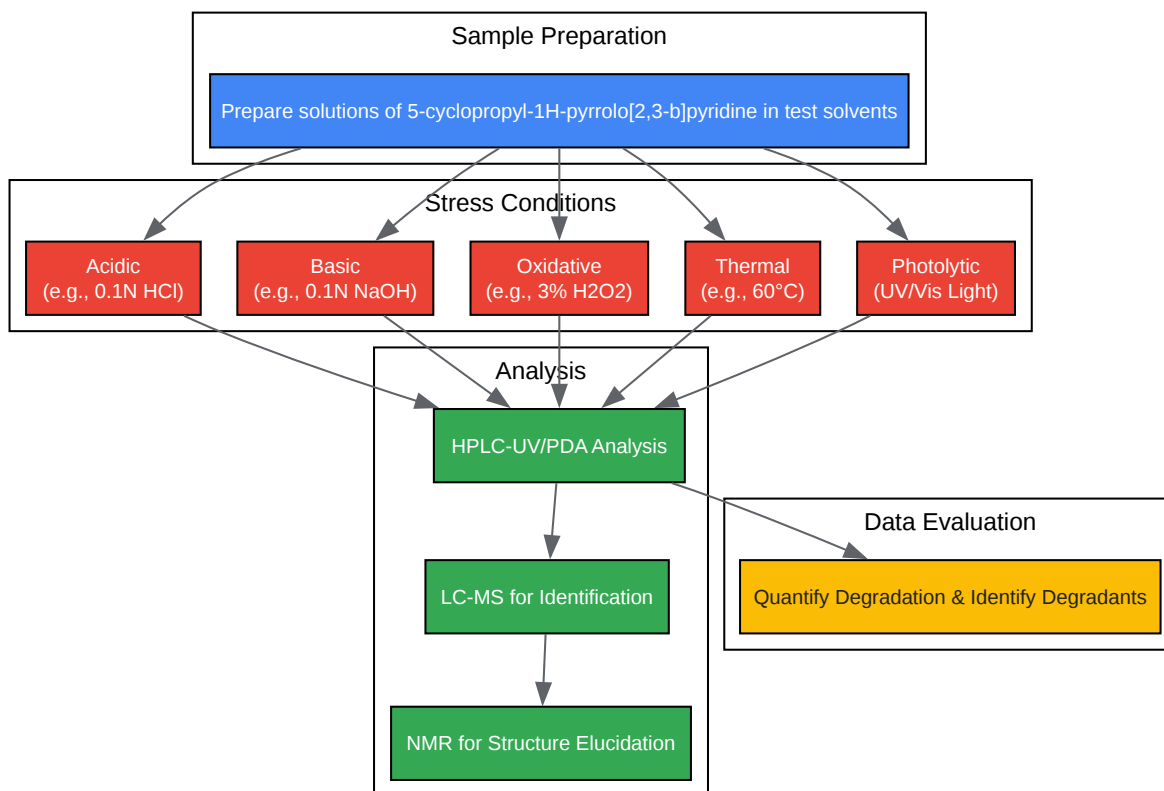 Sample Preparation
Prepare solutions of 5-cyclopropyl-1H-pyrrolo[2,3-b]pyridine in test solvents
Stress Conditions
Acidic
(e.g., 0.1N HCl)
Basic
(e.g., 0.1N NaOH)
Oxidative
(e.g., 3% H2O2)
Thermal
(e.g., 60°C)
Photolytic
(UV/Vis Light)
Analysis
HPLC-UV/PDA Analysis
Data Evaluation
LC-MS for Identification
Quantify Degradation & Identify Degradants
NMR for Structure Elucidation